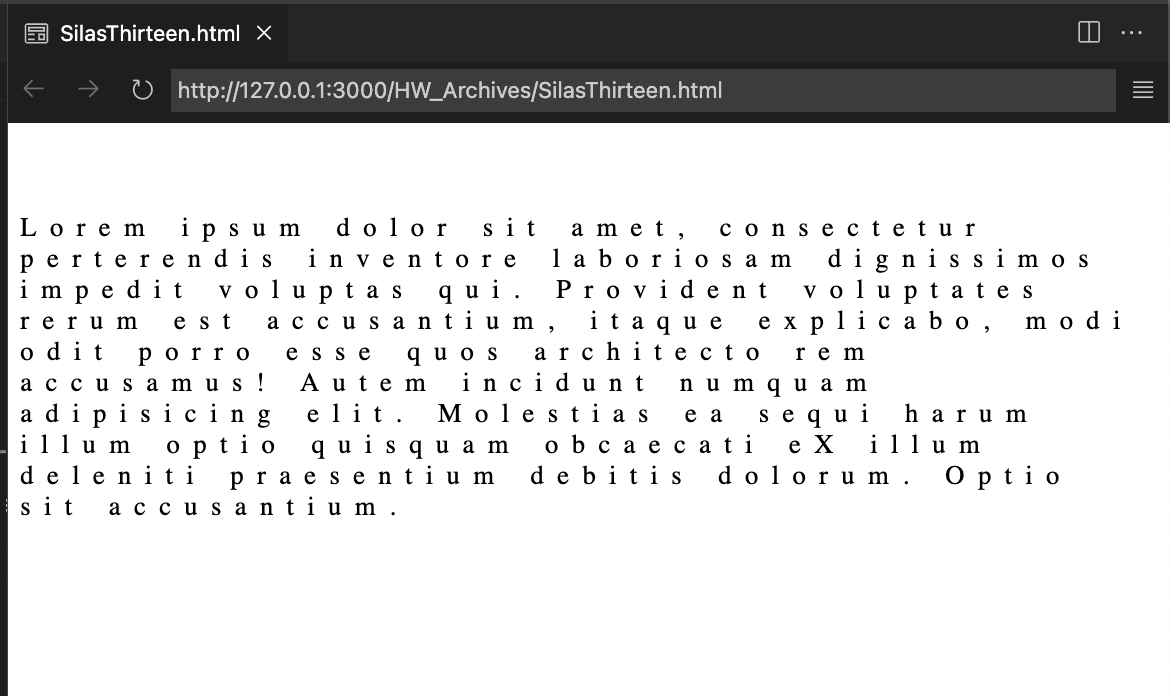 SilasThirteen.html
http://127.0.0.1:3000/HW_Archives/SilasThirteen.html
Lorem ipsum dolor sit amet, consectetur
perterendis inventore laboriosam dignissimos
impedit voluptas qui. Provident voluptates
rerum est accusantium, itaque explicabo, modi
odit porro esse quos architecto rem
accusamus! Autem incidunt numquam
adipisicing elit. Molestias ea sequi harum
illum optio quisquam obcaecati eX illum
deleniti praesentium debitis dolorum. Optio
sit accusantium.